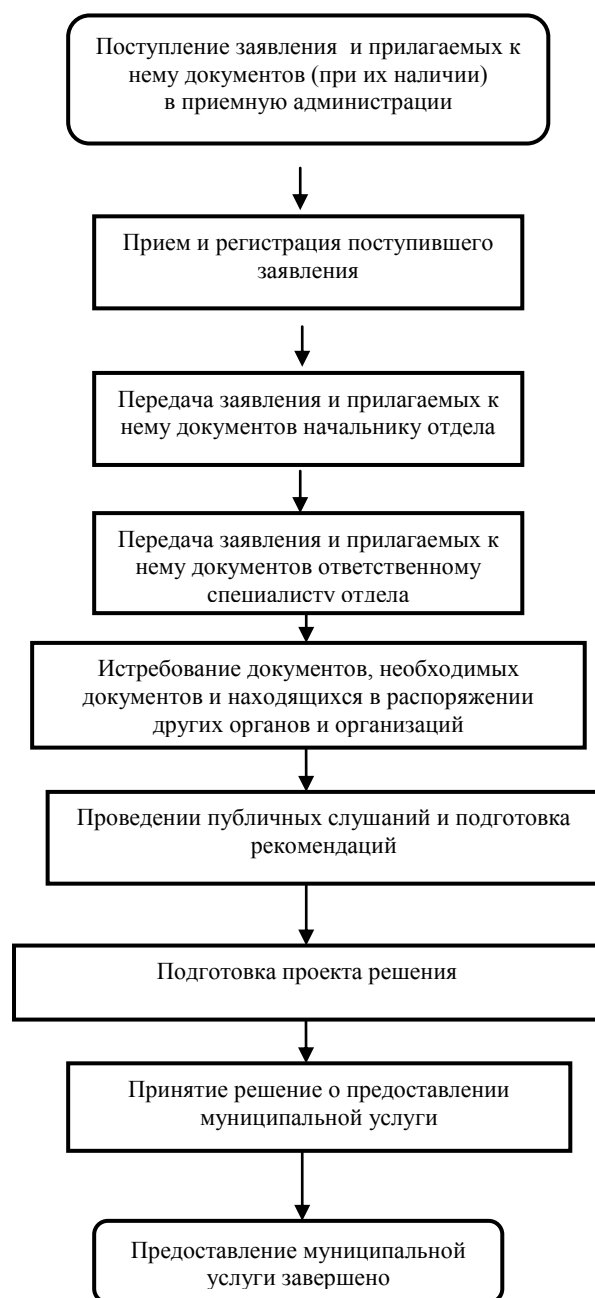 Поступление заявления и прилагаемых к
нему документов (при их наличии)
в приемную администрации
Прием и регистрация поступившего
заявления
Передача заявления и прилагаемых к
нему документов начальнику отдела
Передача заявления и прилагаемых к
нему документов ответственному
специалисту отдела
Истребование документов, необходимых
документов и находящихся в распоряжении
других органов и организаций
Проведении публичных слушаний и подготовка
рекомендаций
Подготовка проекта решения
Принятие решение о предоставлении
муниципальной услуги
Предоставление муниципальной
услуги завершено